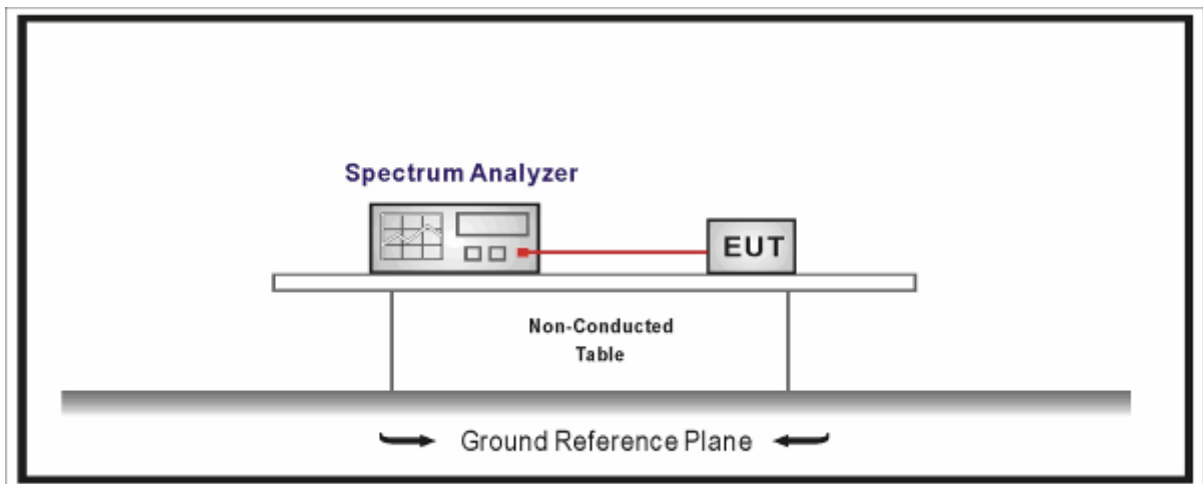 Spectrum Analyzer
EUT
Non-Conducted
Table
Ground Reference Plane